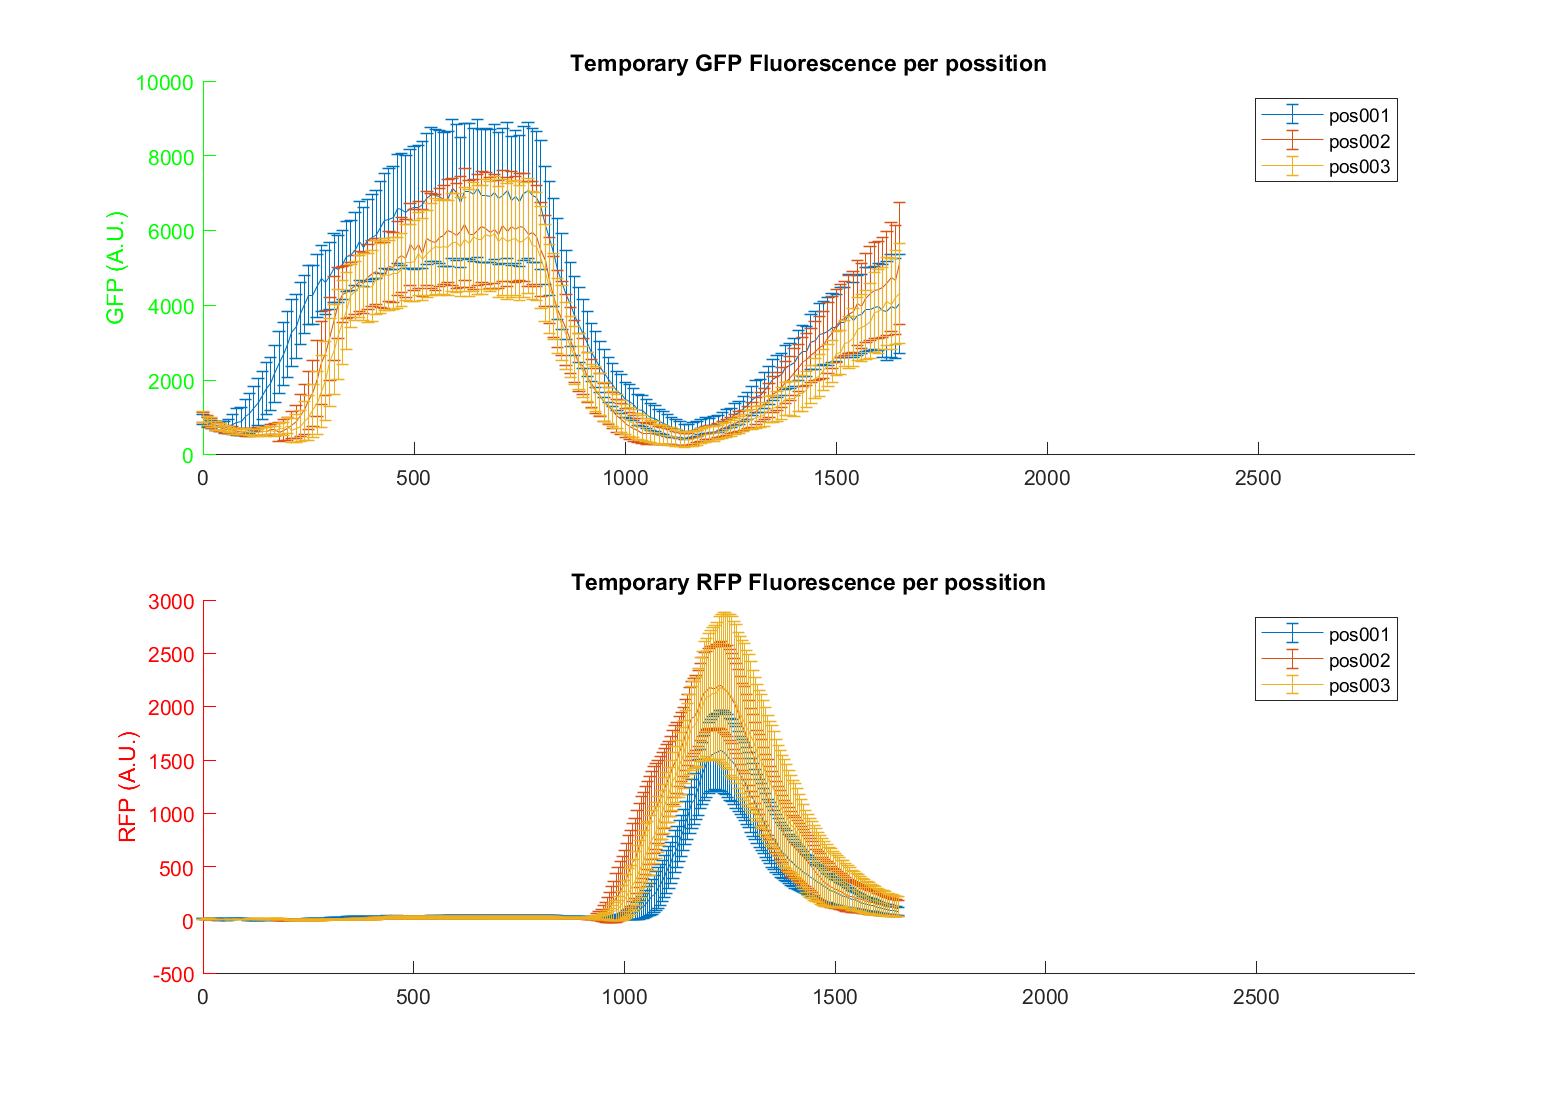 Temporary GFP Fluorescence per possition
10000
8000
6000
4000
2000
0
GFP (A.U.)
0 500 1000 1500 2000 2500
pos001
pos002
pos003
Temporary RFP Fluorescence per possition
3000
2500
2000
1500
1000
500
0
-500
RFP (A.U.)
0 500 1000 1500 2000 2500
pos001
pos002
pos003